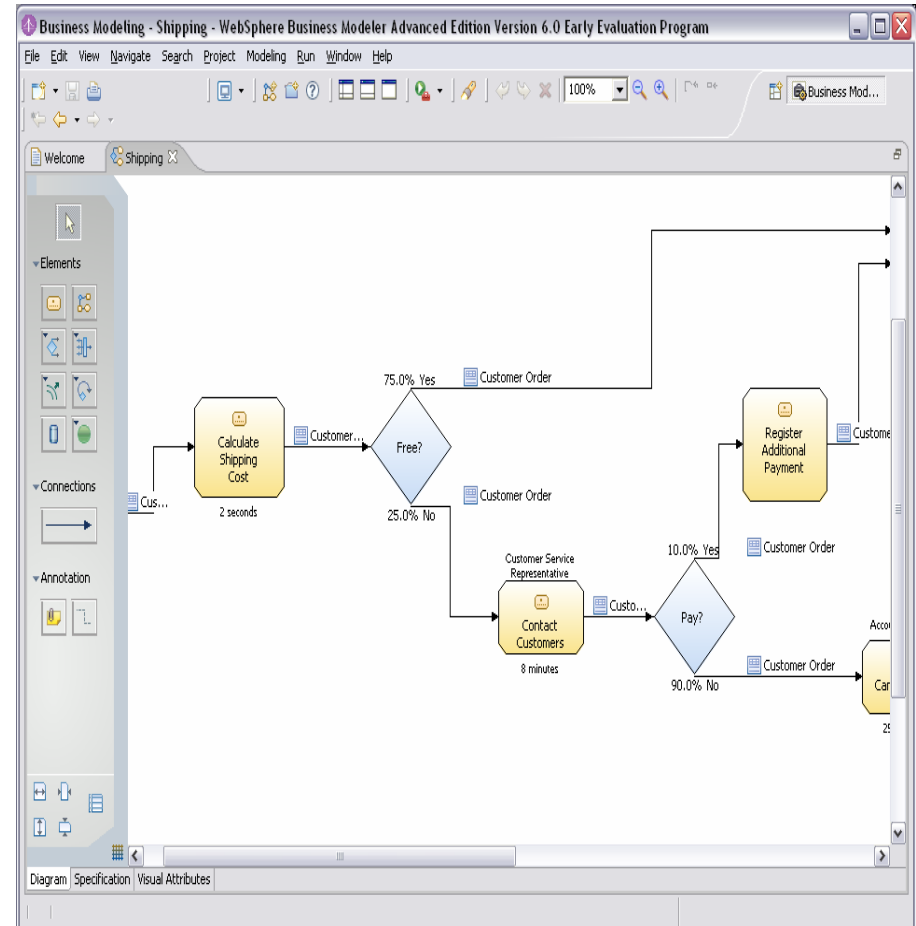 Business Modeling - Shipping - WebSphere Business Modeler Advanced Edition Version 6.0 Early Evaluation Program
File Edit View Navigate Search Project Modeling Run Window Help
100%
Business Mod...
Welcome
Shipping
Elements
Connections
Annotation
Cus...
Calculate
Shipping
Cost
2 seconds
Customer...
75.0% Yes
Free?
25.0% No
Customer Order
Customer Order
Customer Service
Representative
Contact
Customers
8 minutes
Custo...
10.0% Yes
Pay?
90.0% No
Register
Additional
Payment
Custome
Customer Order
Customer Order
Accou
Can
25
Diagram Specification Visual Attributes